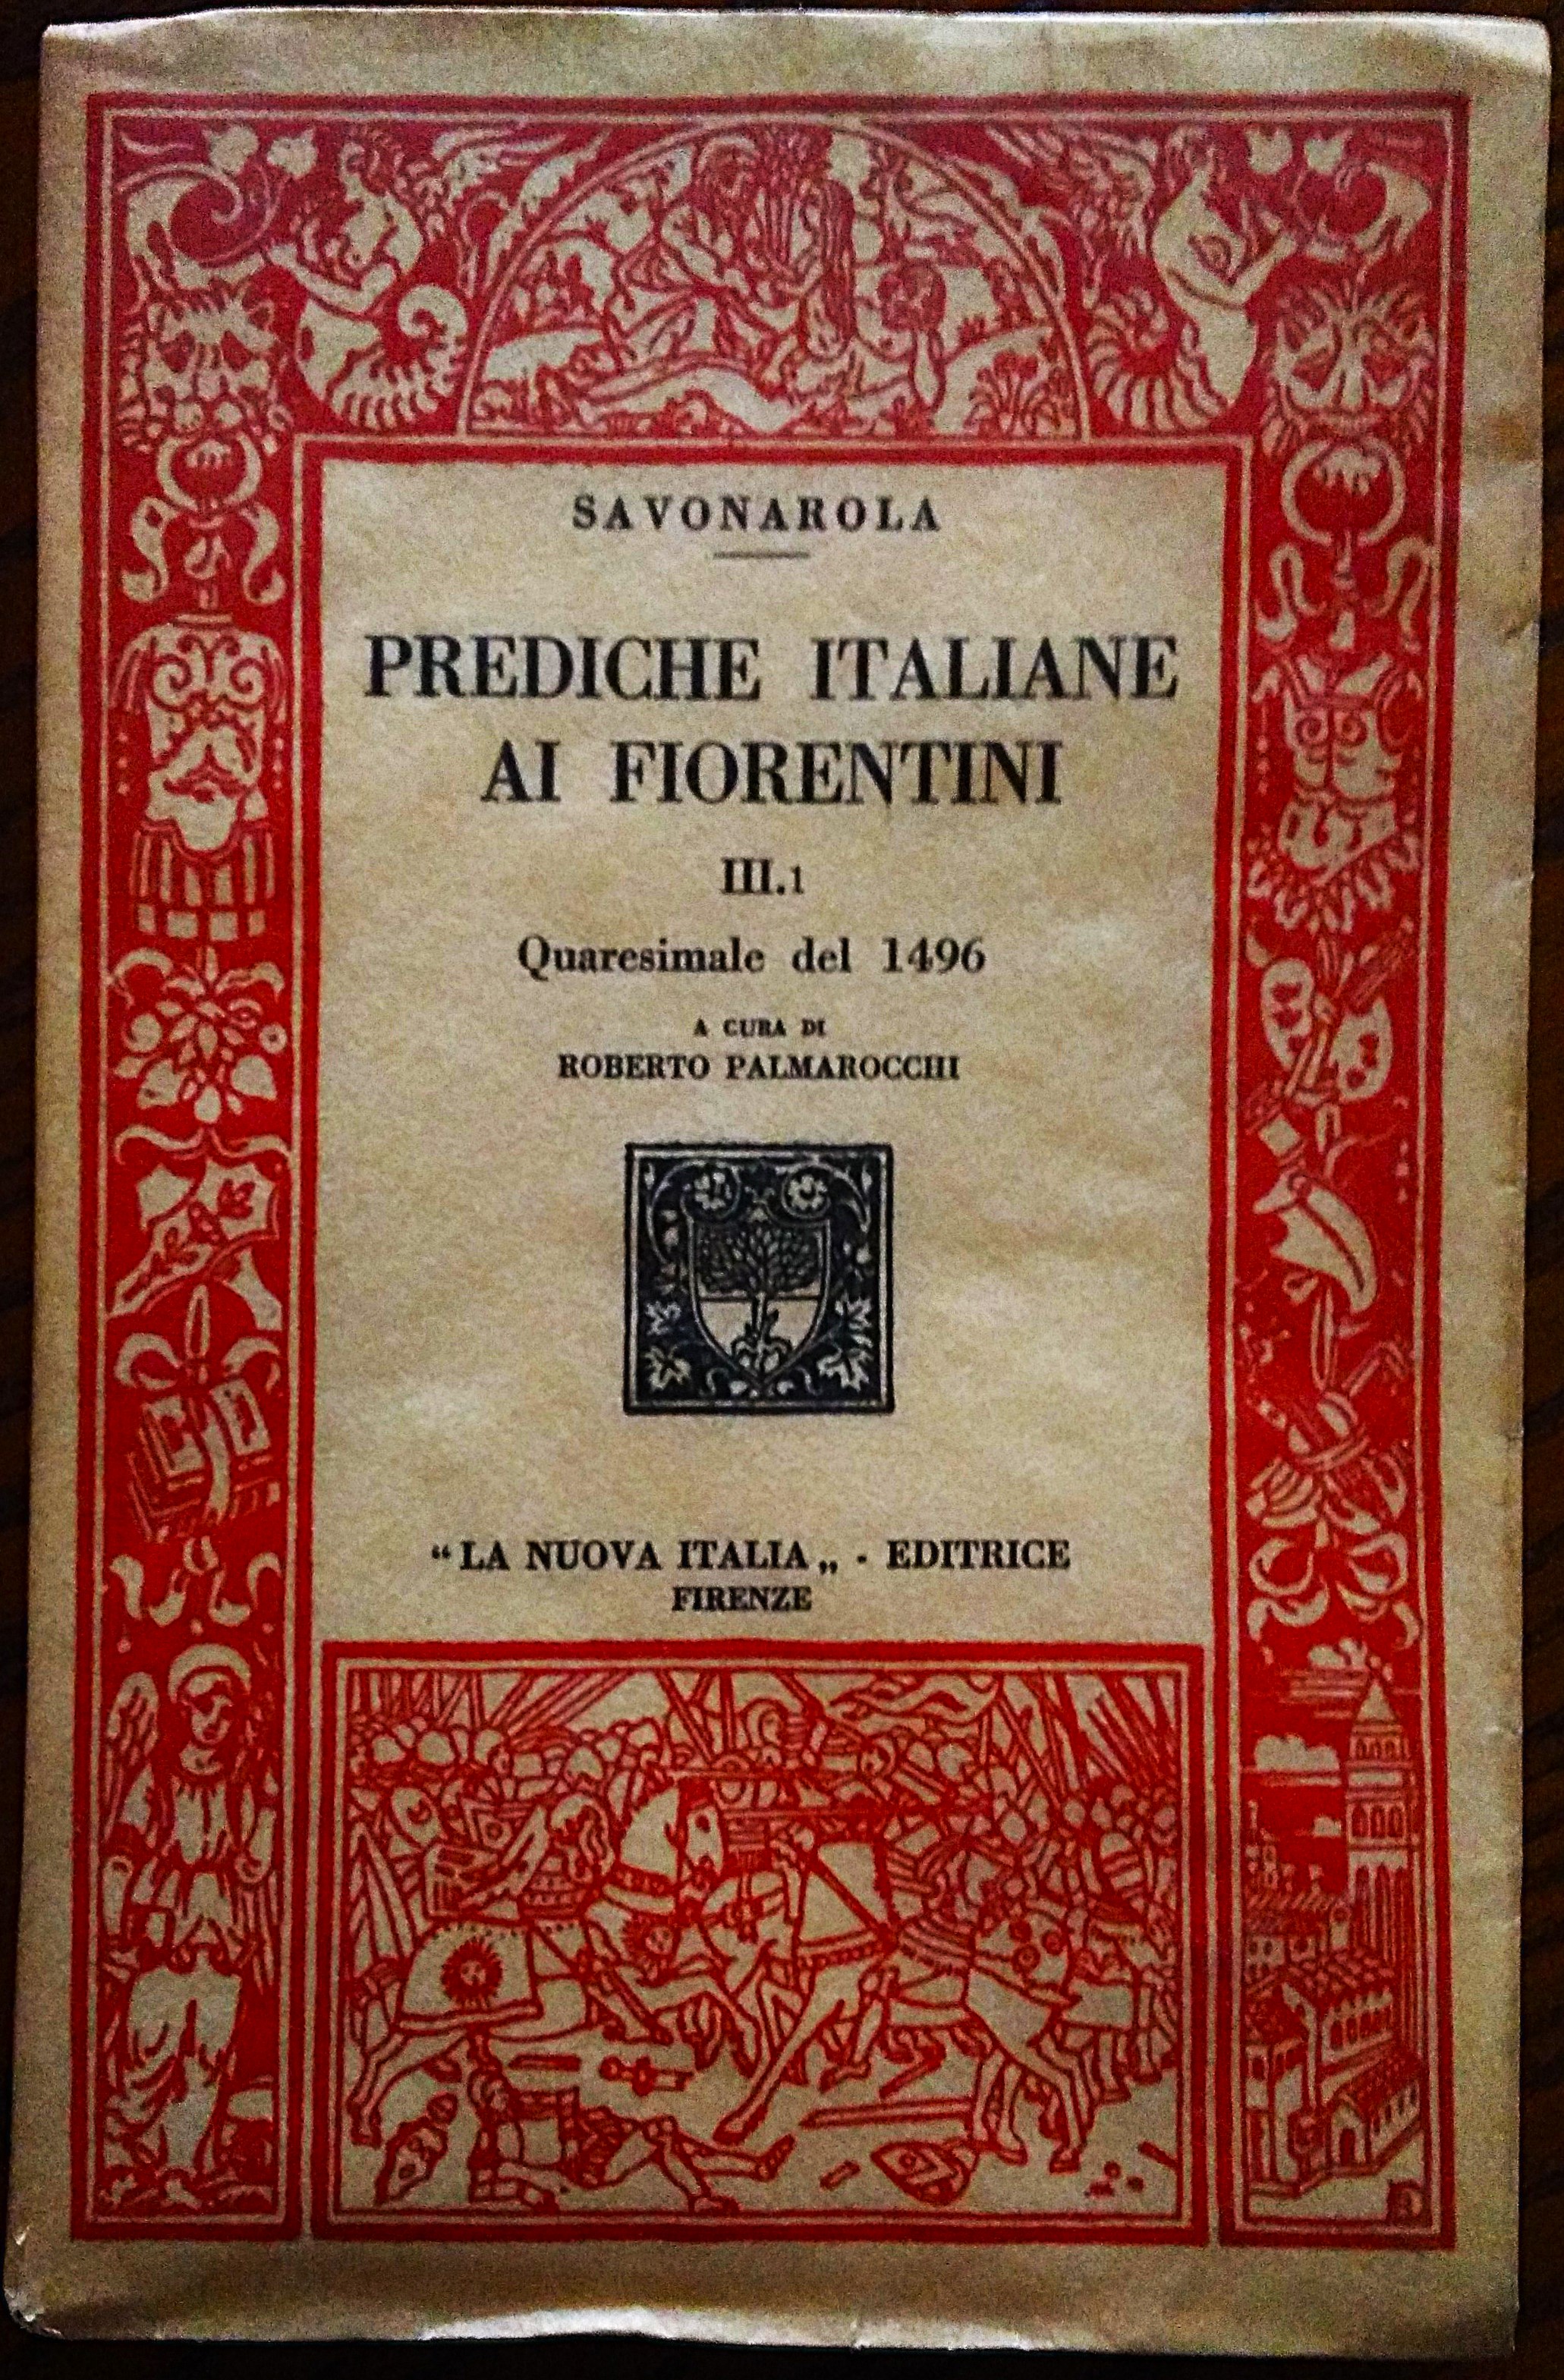 SAVONAROLA
PREDICHE ITALIANE
AI FIORENTINI
III.1
Quaresimale del 1496
A CURA DI
ROBERTO PALMAROCCHI
“LA NUOVA ITALIA„ - EDITRICE
FIRENZE